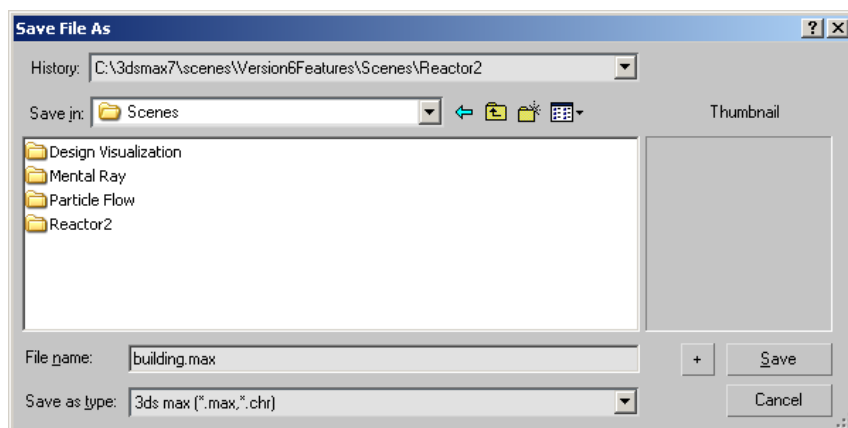 Save File As
History: C:\3dsmax7\scenes\Version6Features\Scenes\Reactor2
Save in: Scenes
Thumbnail
Design Visualization
Mental Ray
Particle Flow
Reactor2
File name: building.max
+ Save
Save as type: 3ds max (*.max,*.chr)
Cancel